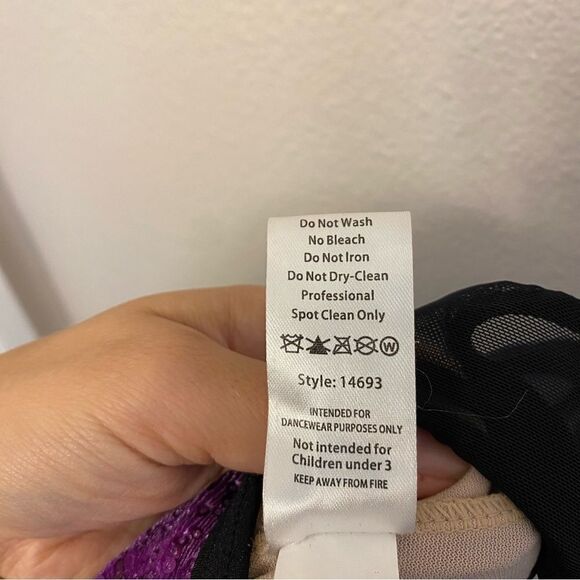 Do Not Wash
No Bleach
Do Not Iron
Do Not Dry-Clean
Professional
Spot Clean Only
W
Style: 14693
INTENDED FOR
DANCEWEAR PURPOSES ONLY
Not intended for
Children under 3
KEEP AWAY FROM FIRE